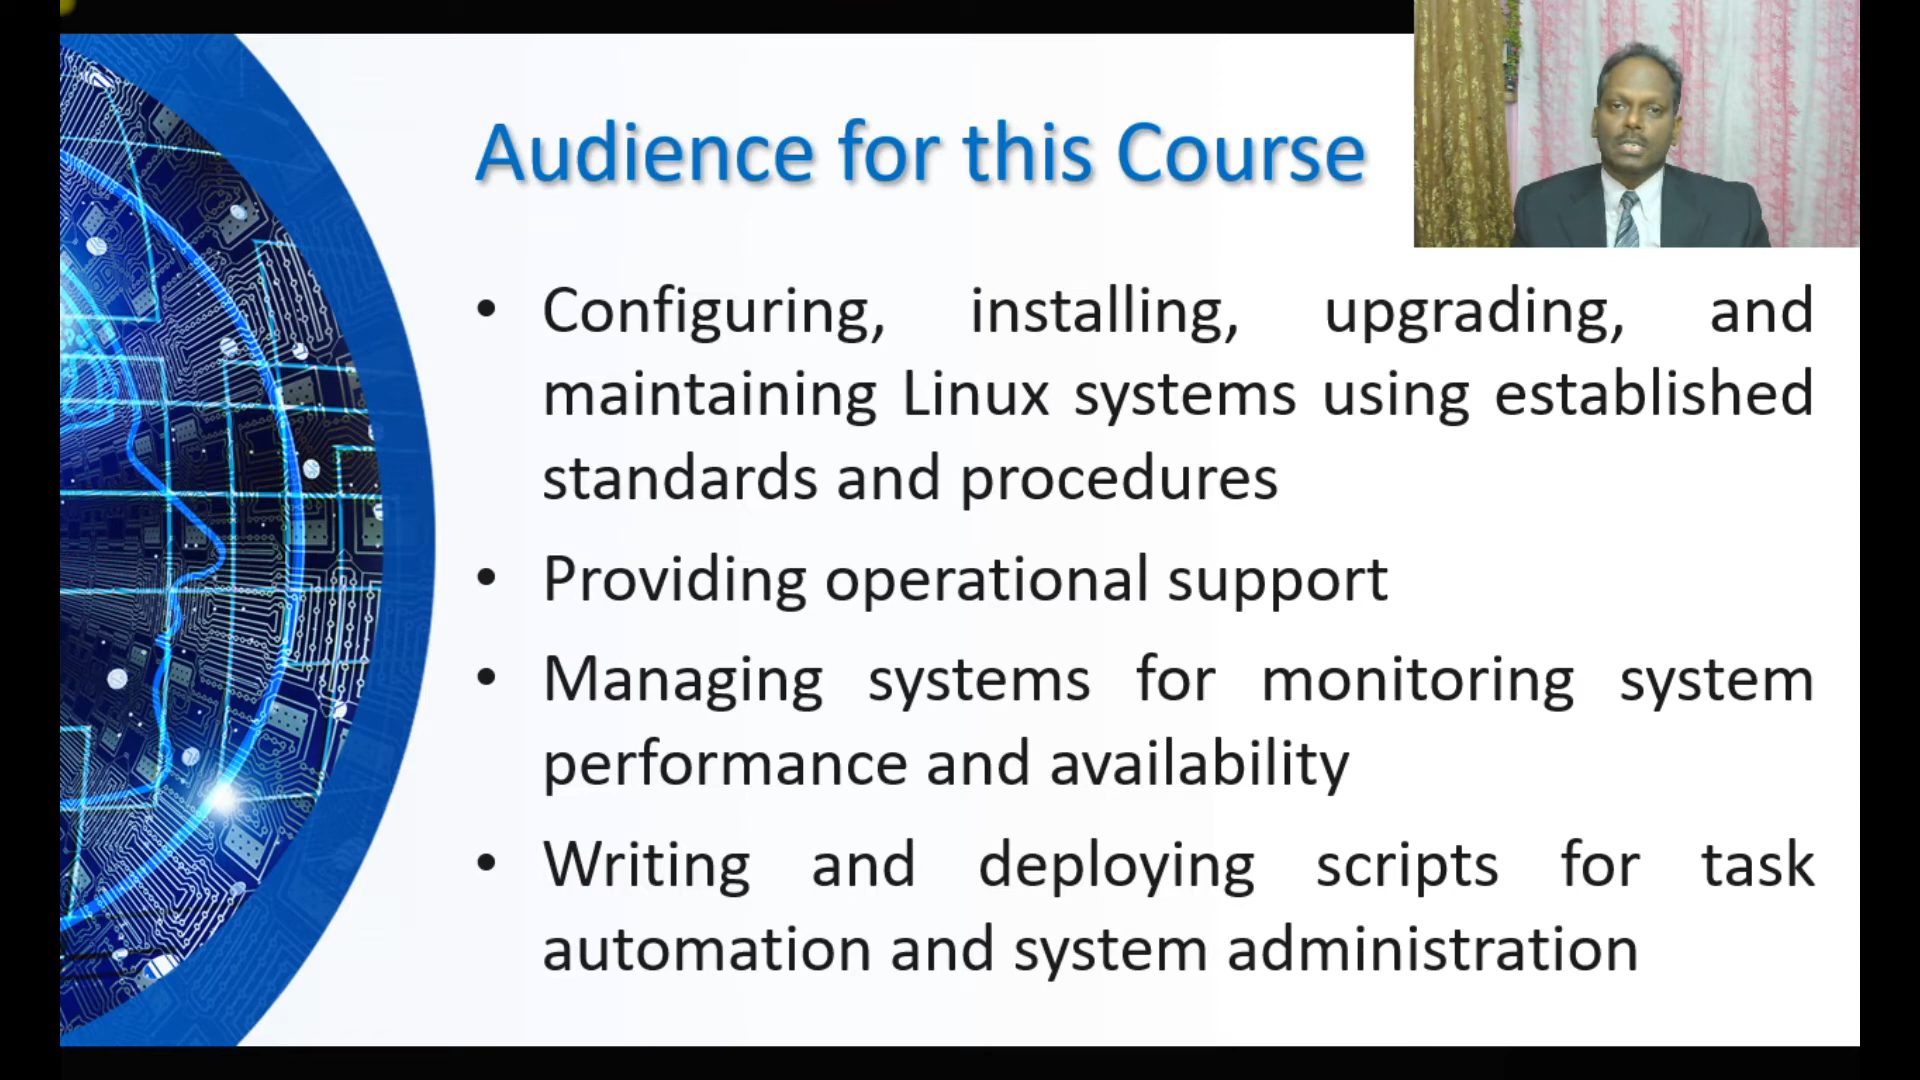 Audience for this Course
• Configuring, installing, upgrading, and
maintaining Linux systems using established
standards and procedures
• Providing operational support
• Managing systems for monitoring system
performance and availability
• Writing and deploying scripts for task
automation and system administration